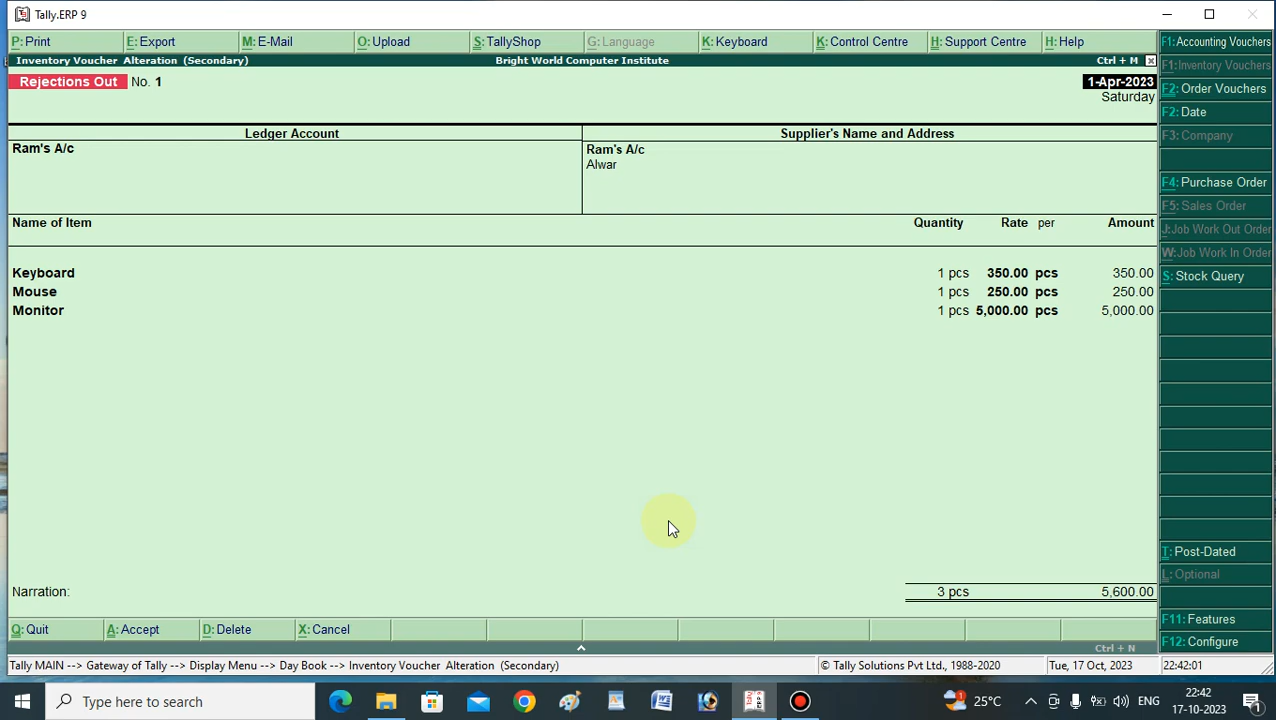 Tally.ERP 9
P: Print E: Export M: E-Mail O: Upload S: TallyShop G: Language K: Keyboard K: Control Centre H: Support Centre H: Help
Inventory Voucher Alteration (Secondary) Bright World Computer Institute Ctrl + M
Rejections Out No. 1 1-Apr-2023
Saturday
Ledger Account Supplier's Name and Address
Ram's A/c Ram's A/c
Alwar
Name of Item Quantity Rate per Amount
Keyboard 1 pcs 350.00 pcs 350.00
Mouse 1 pcs 250.00 pcs 250.00
Monitor 1 pcs 5,000.00 pcs 5,000.00
Narration: 3 pcs 5,600.00
Q: Quit A: Accept D: Delete X: Cancel
Ctrl + N
Tally MAIN --> Gateway of Tally --> Display Menu --> Day Book --> Inventory Voucher Alteration (Secondary) © Tally Solutions Pvt Ltd., 1988-2020 Tue, 17 Oct, 2023 22:42:01
F1: Accounting Vouchers
F1: Inventory Vouchers
F2: Order Vouchers
F2: Date
F3: Company
F4: Purchase Order
F5: Sales Order
J: Job Work Out Order
W: Job Work In Order
S: Stock Query
T: Post-Dated
L: Optional
F11: Features
F12: Configure
Type here to search 25°C ENG 22:42
17-10-2023
1